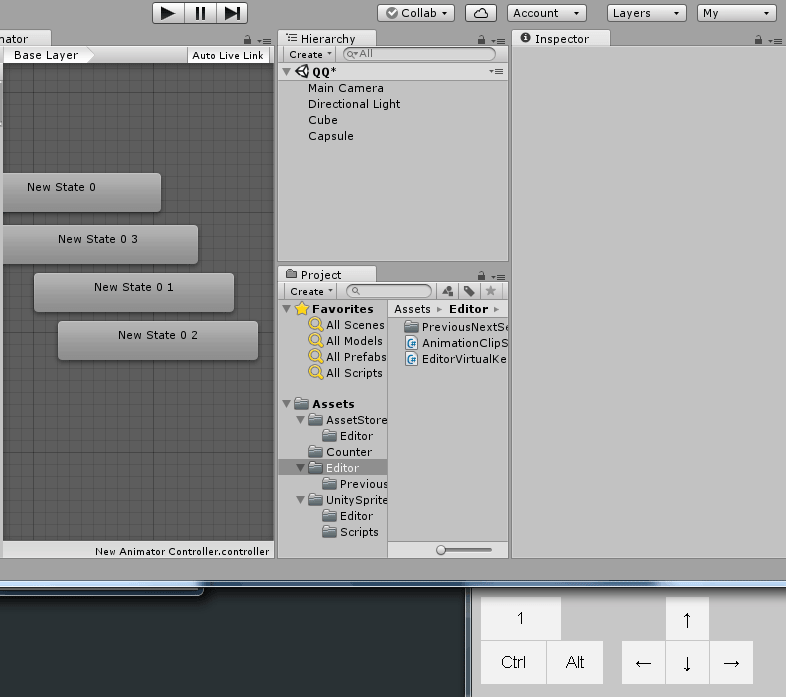 Collab
Account
Layers
My
nator
Base Layer
Auto Live Link
New State 0
New State 0 3
New State 0 1
New State 0 2
New Animator Controller.controller
Hierarchy
Create
All
QQ*
Main Camera
Directional Light
Cube
Capsule
Project
Create
Favorites
All Scenes
All Models
All Prefabs
All Scripts
Assets
AssetStore
Editor
Counter
Editor
Previous
UnitySprite
Editor
Scripts
Assets ▸ Editor ▸
PreviousNextSe
AnimationClipS
EditorVirtualKe
Inspector
1
↑
Ctrl Alt ← ↓ →